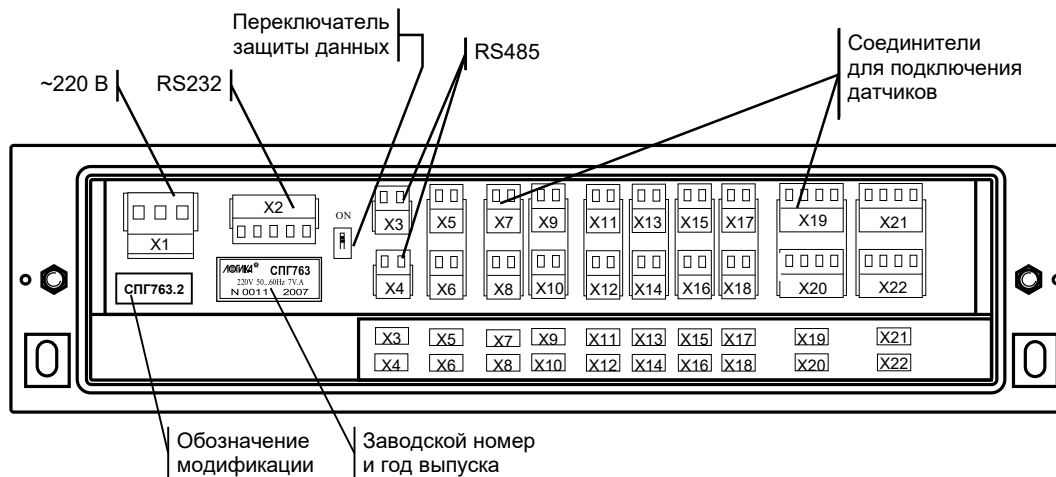 Переключатель
защиты данных
RS485
Соединители
для подключения
датчиков
~220 В
RS232
X1
X2
ON
X3
X5
X7
X9
X11
X13
X15
X17
X19
X21
X4
X6
X8
X10
X12
X14
X16
X18
X20
X22
СПГ763.2
ЛОГИКА® СПГ763
220V 50...60Hz 7V.A
N 0011 2007
X3 X5 X7 X9 X11 X13 X15 X17 X19 X21
X4 X6 X8 X10 X12 X14 X16 X18 X20 X22
Обозначение
модификации
Заводской номер
и год выпуска